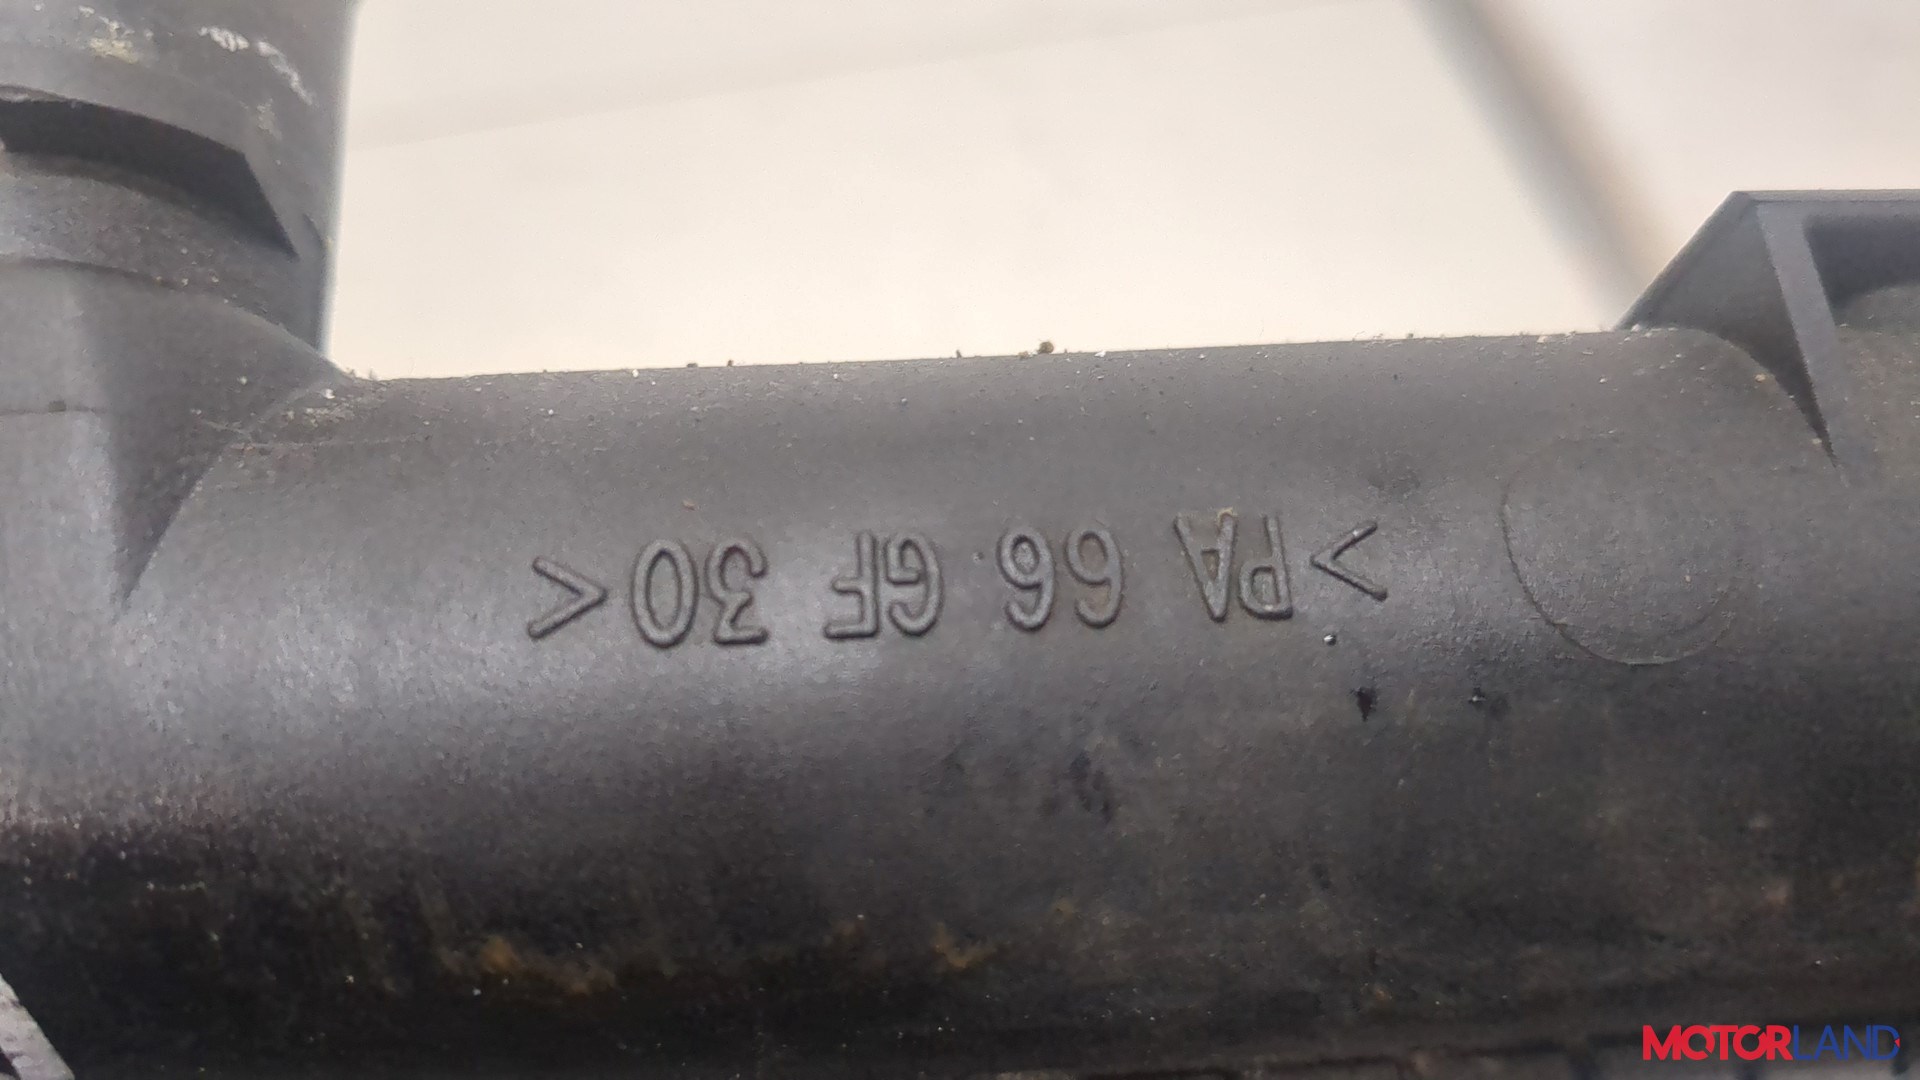 >PA 66 GF 30<
MOTORLAND